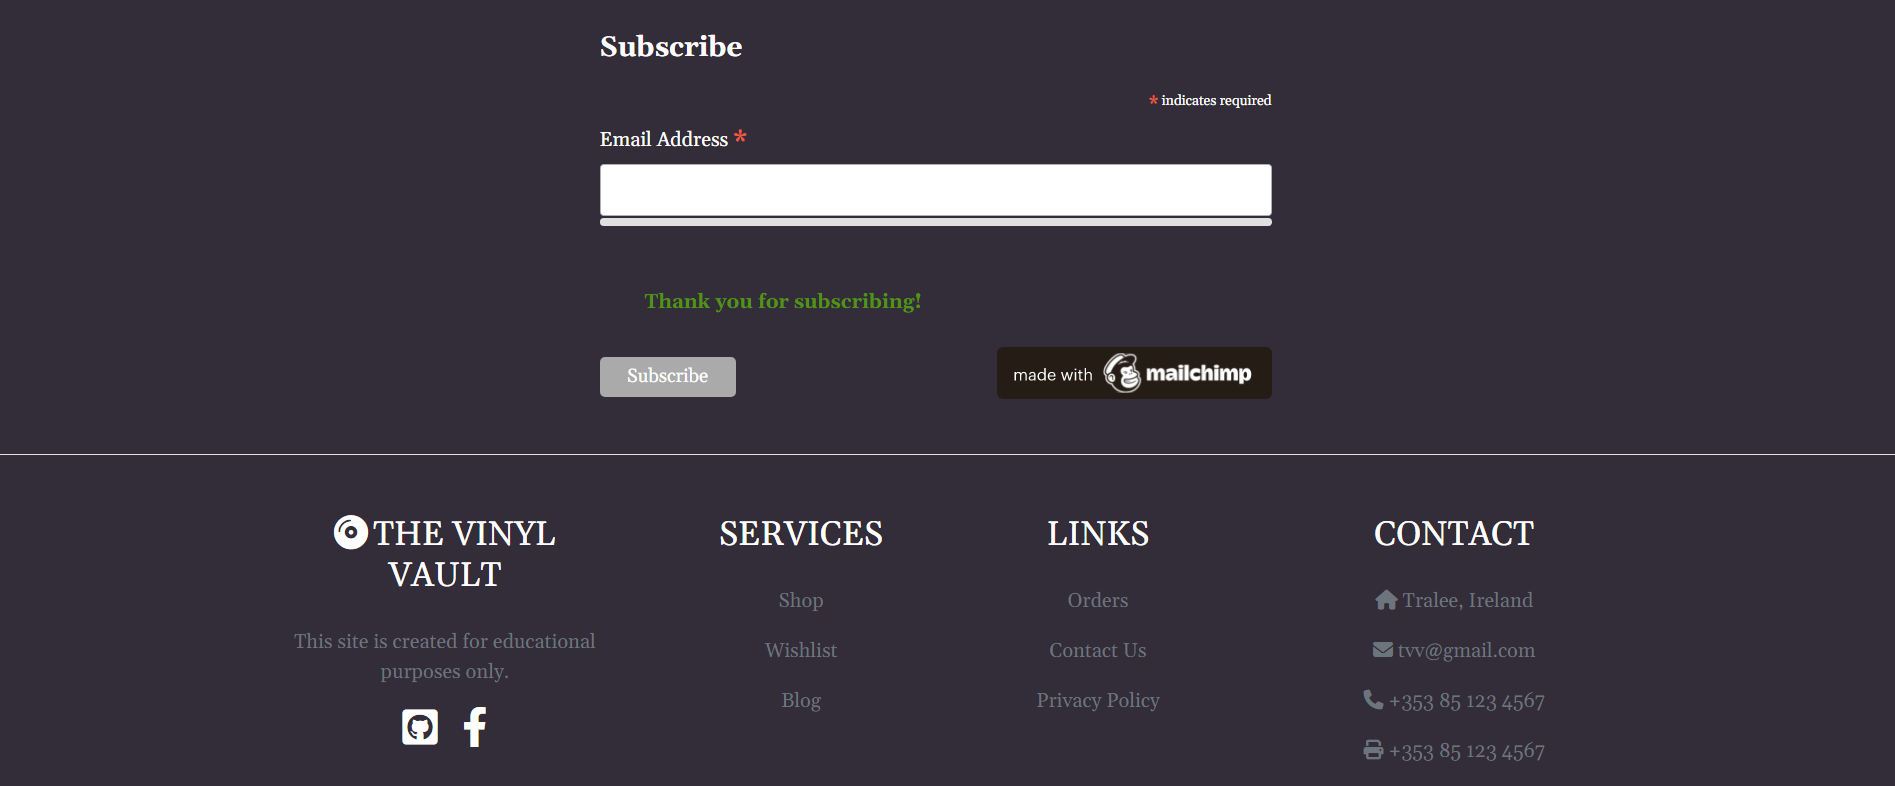 Subscribe
* indicates required
Email Address *
Thank you for subscribing!
Subscribe
made with mailchimp
THE VINYL
VAULT
This site is created for educational
purposes only.
SERVICES
Shop
Wishlist
Blog
LINKS
Orders
Contact Us
Privacy Policy
CONTACT
Tralee, Ireland
tvv@gmail.com
+353 85 123 4567
+353 85 123 4567